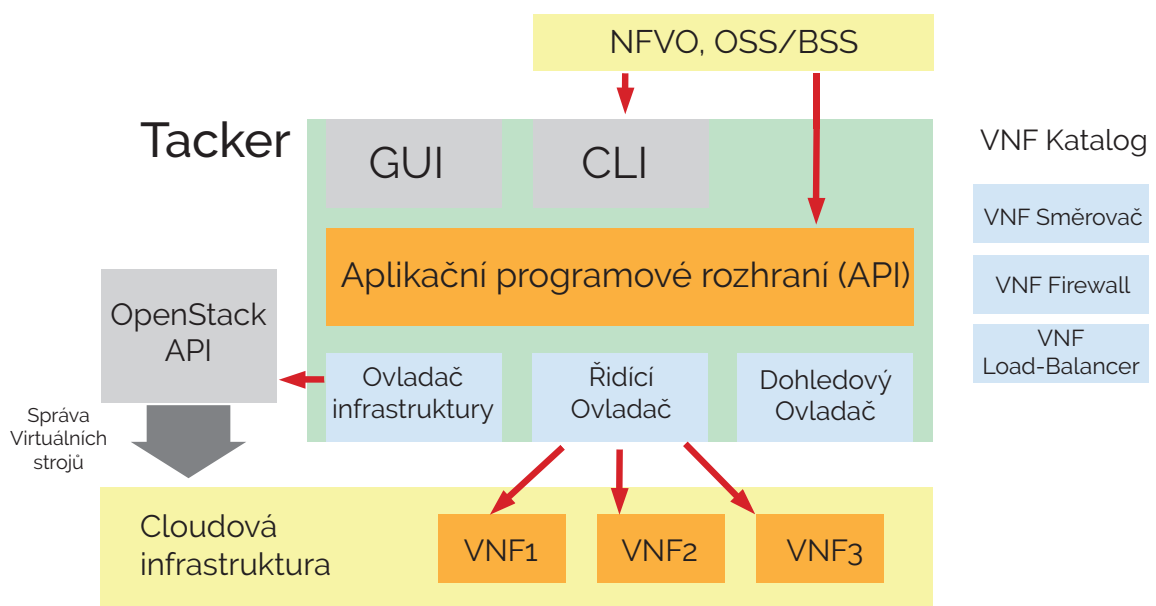 NFVO, OSS/BSS
Tacker
GUI
CLI
VNF Katalog
VNF Směrovač
VNF Firewall
VNF
Load-Balancer
Aplikační programové rozhraní (API)
OpenStack
API
Ovladač
infrastruktury
Řidící
Ovladač
Dohledový
Ovladač
Správa
Virtuálních
strojů
Cloudová
infrastruktura
VNF1
VNF2
VNF3